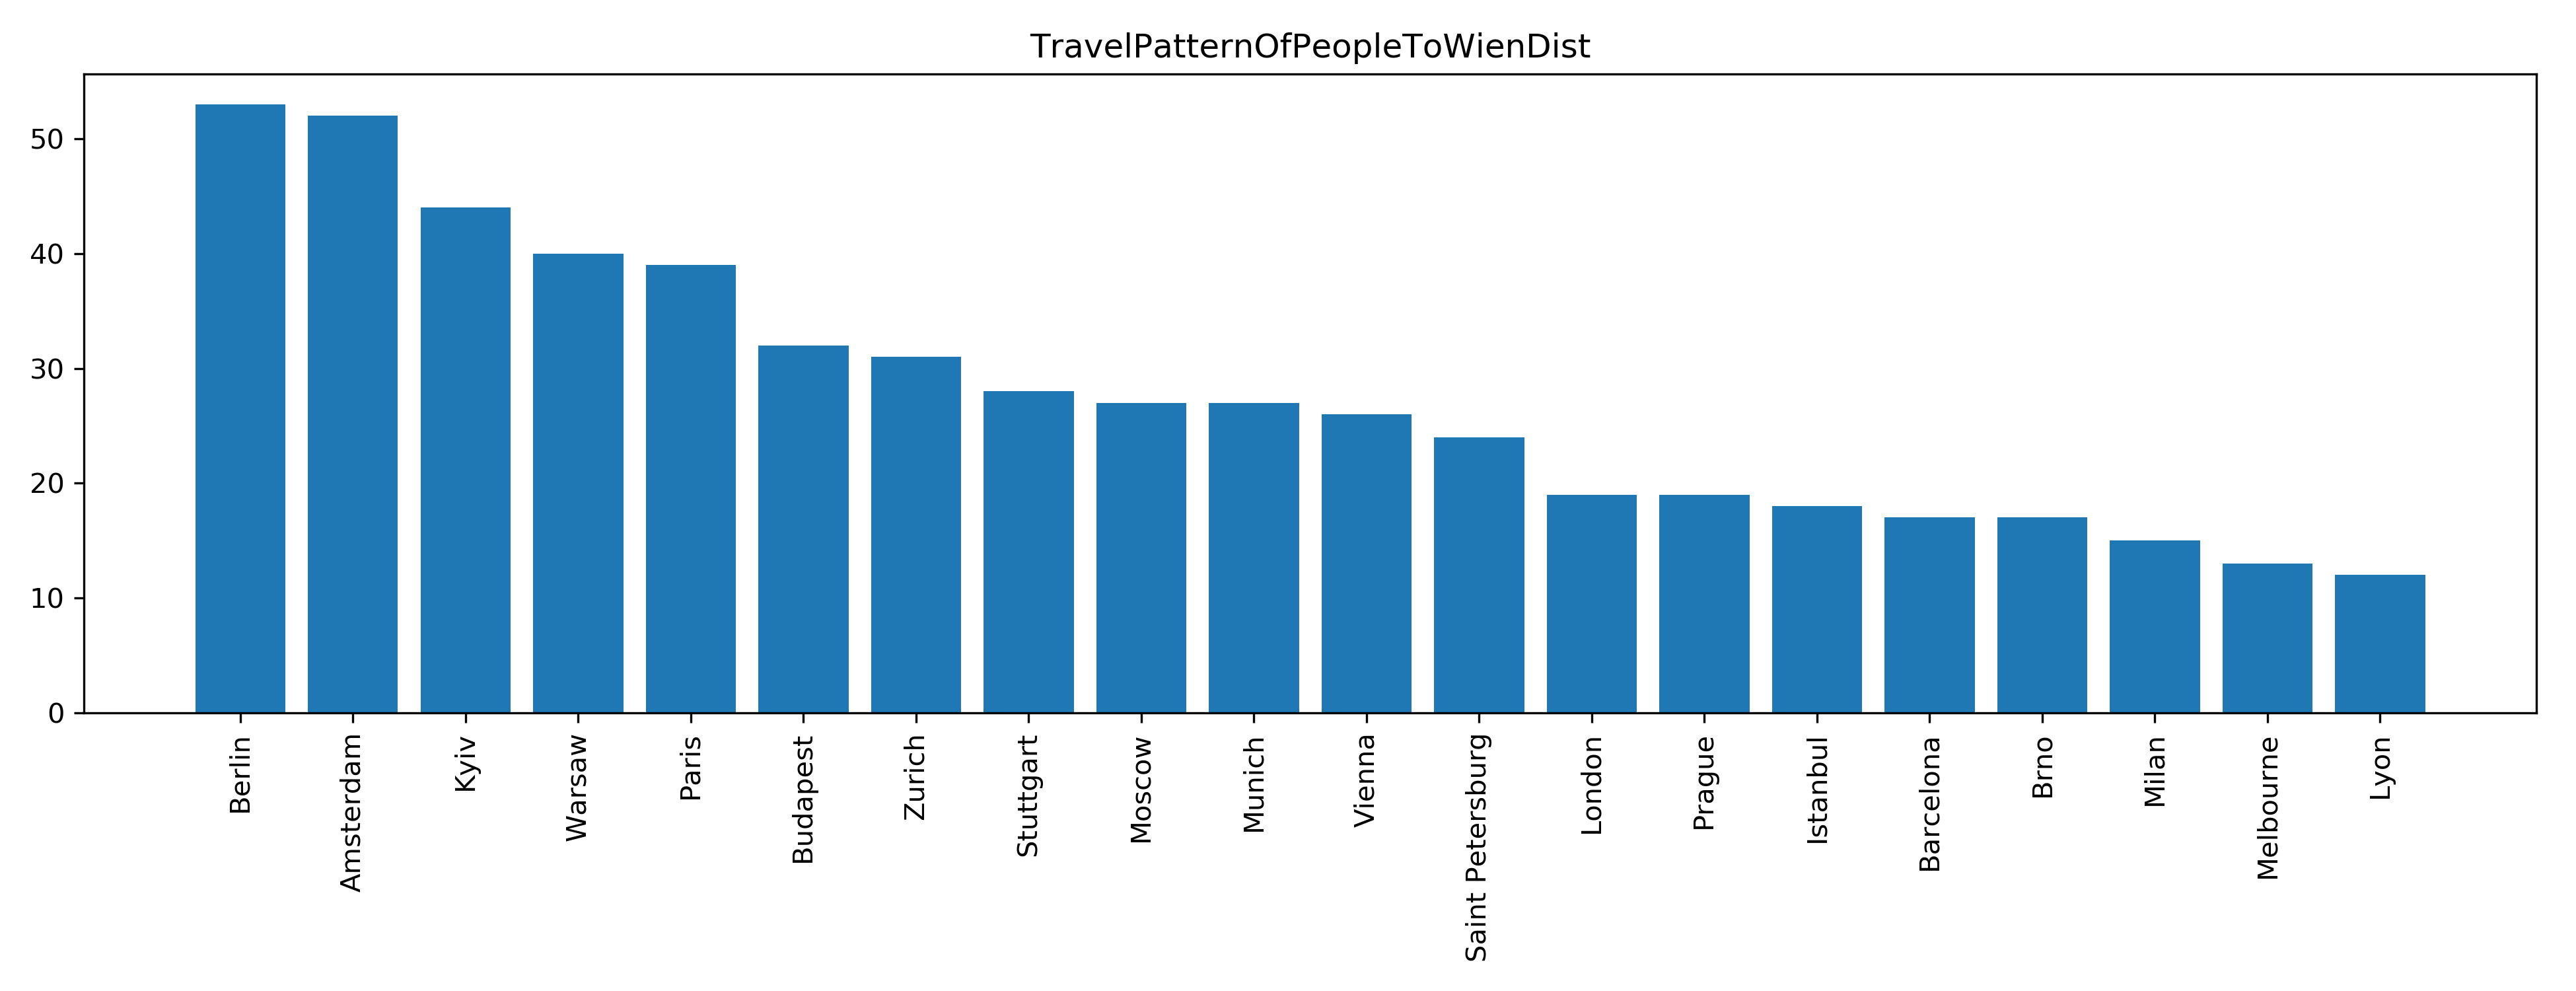 TravelPatternOfPeopleToWienDist
50
40
30
20
10
0
Berlin
Amsterdam
Kyiv
Warsaw
Paris
Budapest
Zurich
Stuttgart
Moscow
Munich
Vienna
Saint Petersburg
London
Prague
Istanbul
Barcelona
Brno
Milan
Melbourne
Lyon